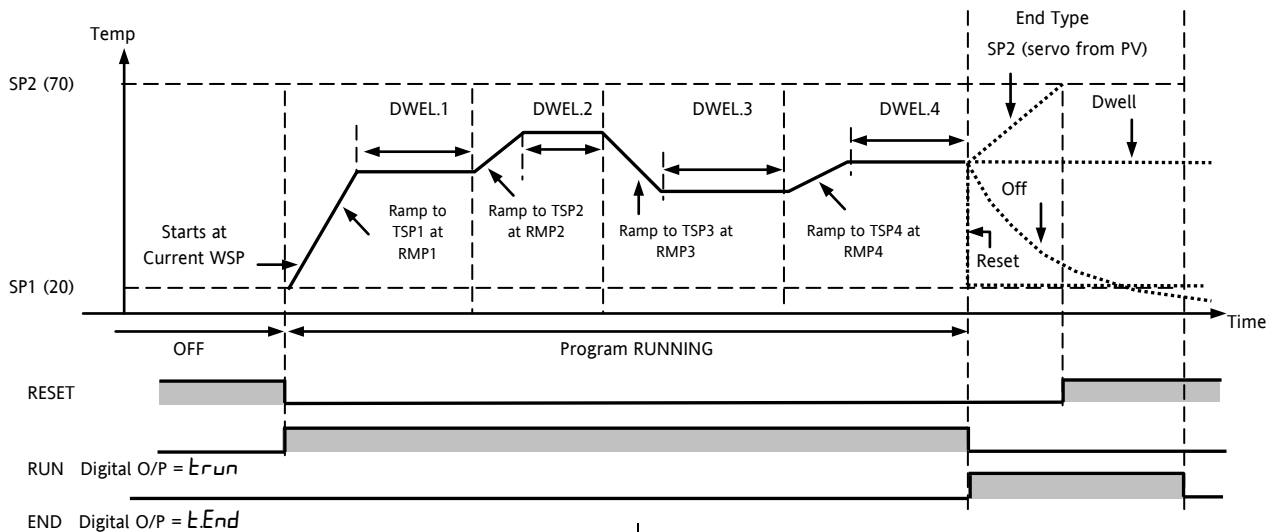 End Type
Temp
SP2 (servo from PV)
SP2 (70)
DWEL.1
DWEL.2
DWEL.3
DWEL.4
Dwell
Off
Ramp to
TSP1 at
RMP1
Ramp to TSP2
at RMP2
Ramp to TSP3 at
RMP3
Ramp to TSP4 at
RMP4
Starts at
Current WSP
Reset
SP1 (20)
Time
OFF
Program RUNNING
RESET
RUN Digital O/P = trun
END Digital O/P = t.End